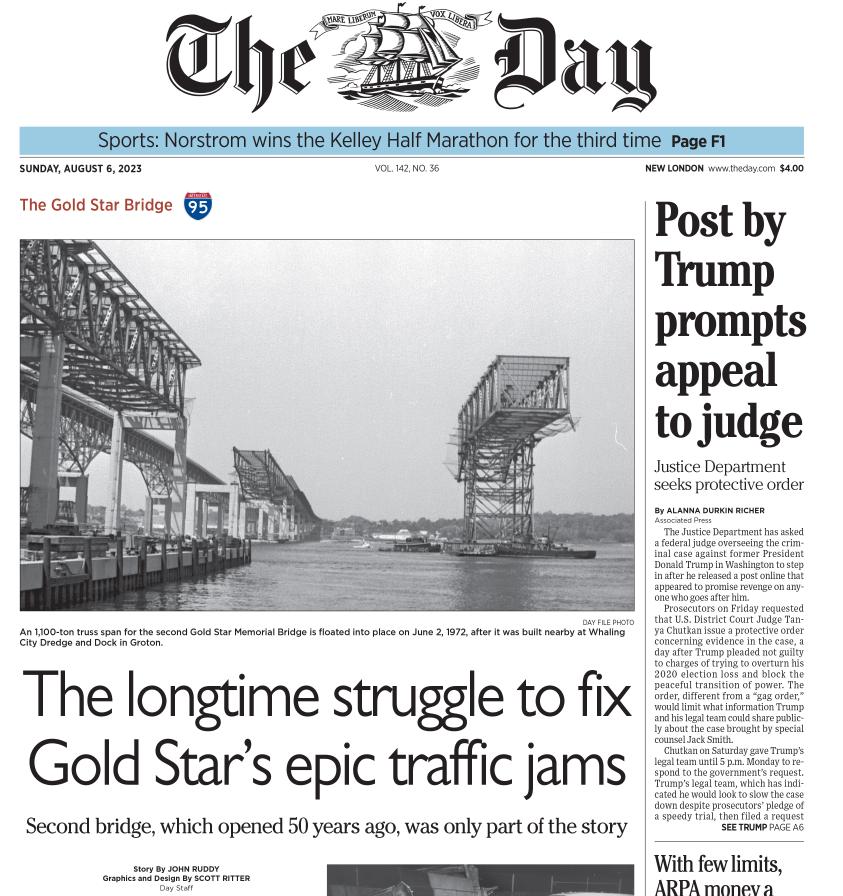 The Day
MARE LIBERUM
VOX LIBERA
Sports: Norstrom wins the Kelley Half Marathon for the third time Page F1
SUNDAY, AUGUST 6, 2023
VOL. 142, NO. 36
NEW LONDON www.theday.com $4.00
The Gold Star Bridge
INTERSTATE
95
DAY FILE PHOTO
An 1,100-ton truss span for the second Gold Star Memorial Bridge is floated into place on June 2, 1972, after it was built nearby at Whaling
City Dredge and Dock in Groton.
The longtime struggle to fix
Gold Star’s epic traffic jams
Second bridge, which opened 50 years ago, was only part of the story
Story By JOHN RUDDY
Graphics and Design By SCOTT RITTER
Day Staff
Post by
Trump
prompts
appeal
to judge
Justice Department
seeks protective order
By ALANNA DURKIN RICHER
Associated Press
The Justice Department has asked
a federal judge overseeing the crim-
inal case against former President
Donald Trump in Washington to step
in after he released a post online that
appeared to promise revenge on any-
one who goes after him.
Prosecutors on Friday requested
that U.S. District Court Judge Tan-
ya Chutkan issue a protective order
concerning evidence in the case, a
day after Trump pleaded not guilty
to charges of trying to overturn his
2020 election loss and block the
peaceful transition of power. The
order, different from a “gag order,”
would limit what information Trump
and his legal team could share public-
ly about the case brought by special
counsel Jack Smith.
Chutkan on Saturday gave Trump’s
legal team until 5 p.m. Monday to re-
spond to the government’s request.
Trump’s legal team, which has indi-
cated he would look to slow the case
down despite prosecutors’ pledge of
a speedy trial, then filed a request
SEE TRUMP PAGE A6
With few limits,
ARPA money a